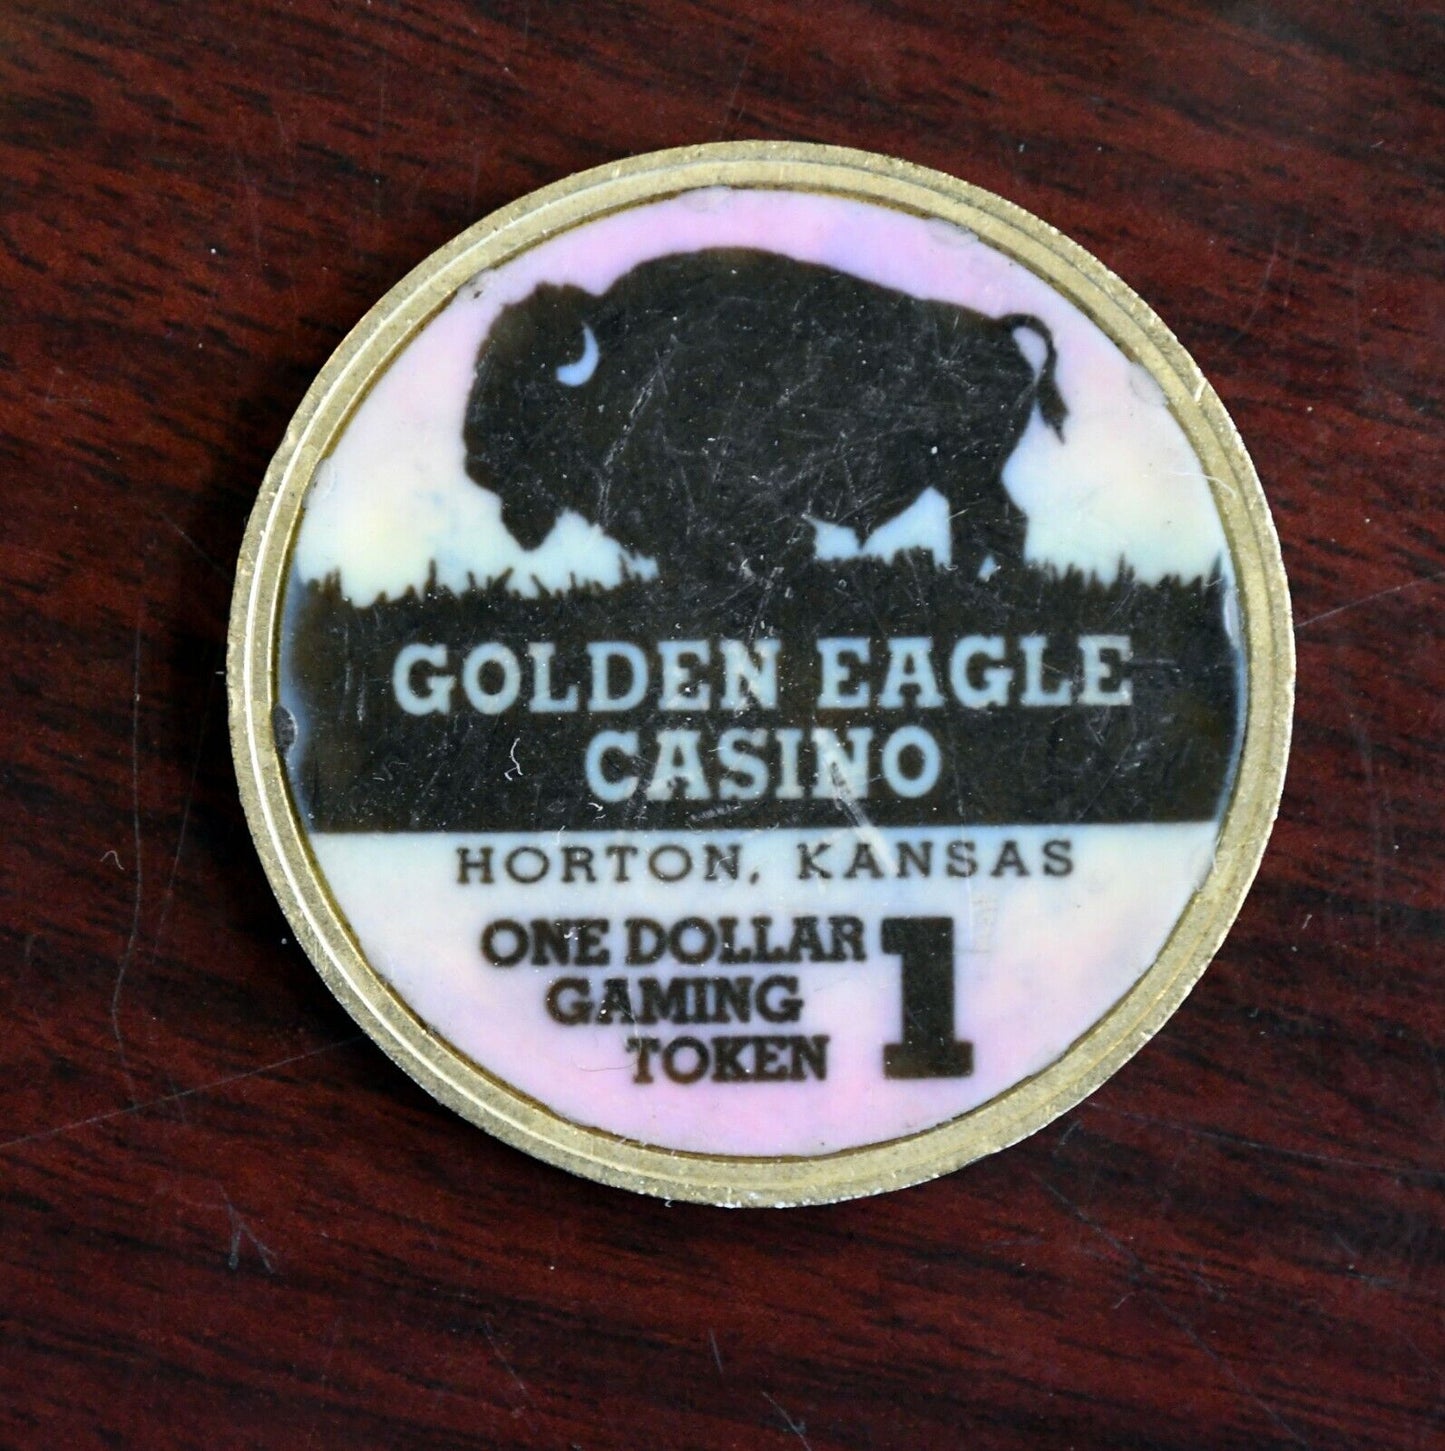 GOLDEN EAGLE
CASINO
HORTON, KANSAS
ONE DOLLAR
GAMING
TOKEN
1